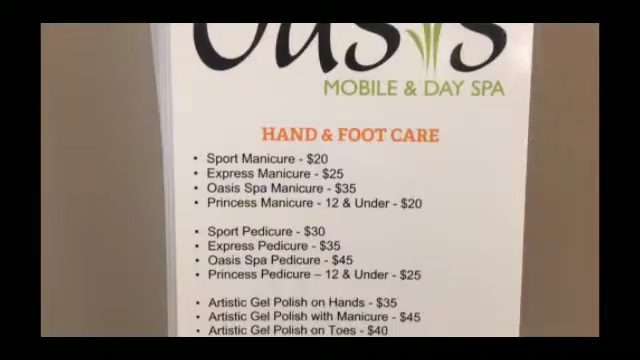 Oasis
MOBILE & DAY SPA
HAND & FOOT CARE
• Sport Manicure - $20
• Express Manicure - $25
• Oasis Spa Manicure - $35
• Princess Manicure - 12 & Under - $20
• Sport Pedicure - $30
• Express Pedicure - $35
• Oasis Spa Pedicure - $45
• Princess Pedicure – 12 & Under - $25
• Artistic Gel Polish on Hands - $35
• Artistic Gel Polish with Manicure - $45
• Artistic Gel Polish on Toes - $40